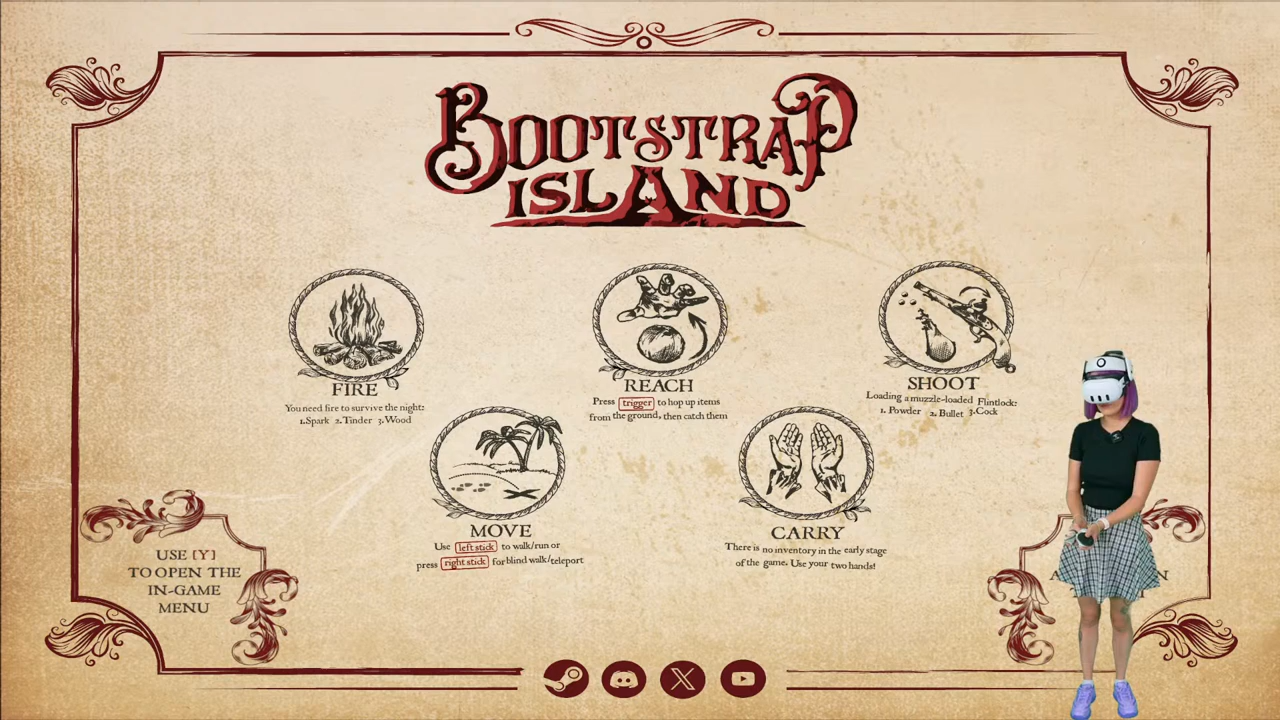 BOOTSTRAP
ISLAND
FIRE
You need fire to survive the night:
1.Spark 2.Tinder 3.Wood
REACH
Press trigger to hop up items
from the ground, then catch them
SHOOT
Loading a muzzle-loaded Flintlock:
1. Powder 2. Bullet 3.Cock
MOVE
Use left stick to walk/run or
press right stick for blind walk/teleport
CARRY
There is no inventory in the early stage
of the game. Use your two hands!
USE [Y]
TO OPEN THE
IN-GAME
MENU